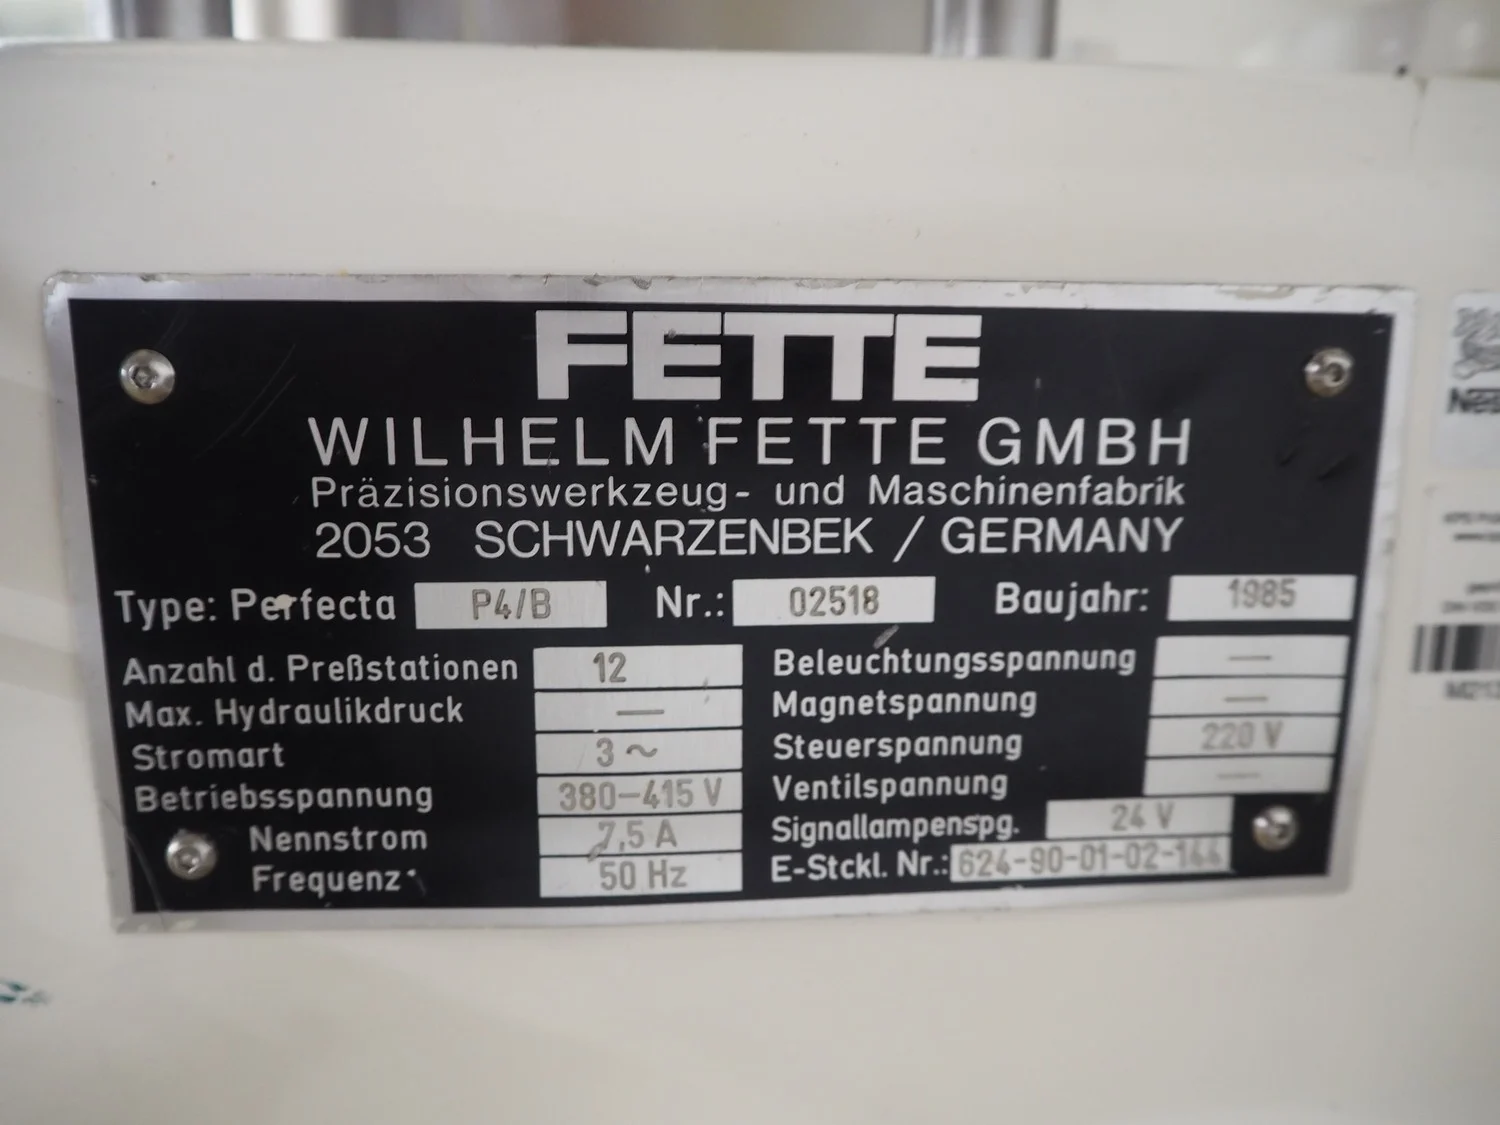 FETTE
WILHELM FETTE GMBH
Präzisionswerkzeug- und Maschinenfabrik
2053 SCHWARZENBEK / GERMANY
Type: Perfecta P4/B Nr.: 02518 Baujahr: 1985
Anzahl d. Preßstationen 12
Max. Hydraulikdruck —
Stromart 3 ~
Betriebsspannung 380-415 V
Nennstrom 7,5 A
Frequenz 50 Hz
Beleuchtungsspannung —
Magnetspannung —
Steuerspannung 220 V
Ventilspannung —
Signallampenspg. 24 V
E-Stckl. Nr.: 624-90-01-02-144